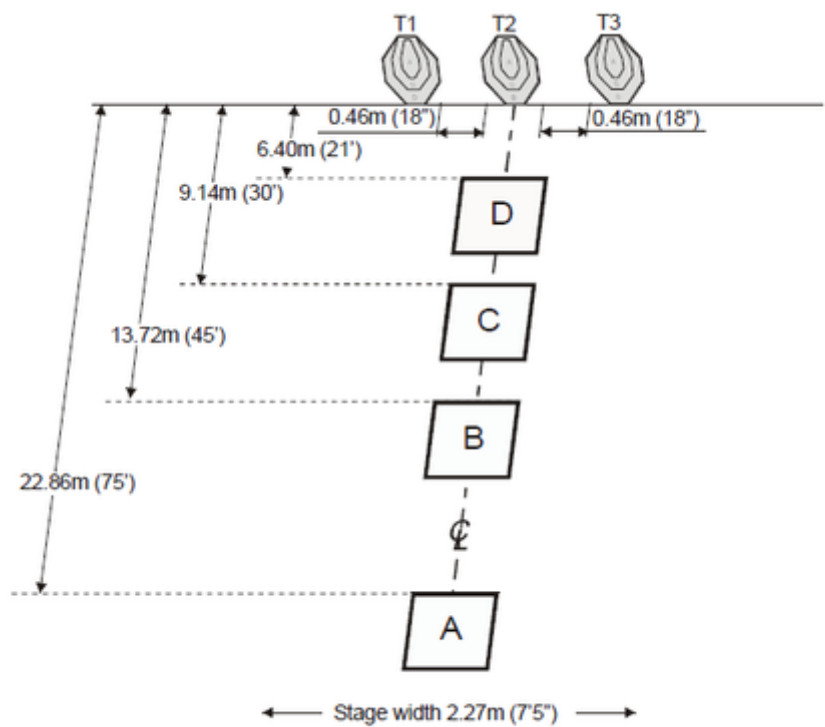 T1 T2 T3
0.46m (18") 0.46m (18")
6.40m (21')
9.14m (30')
D
C
13.72m (45')
B
22.86m (75')
℄
A
Stage width 2.27m (7'5")